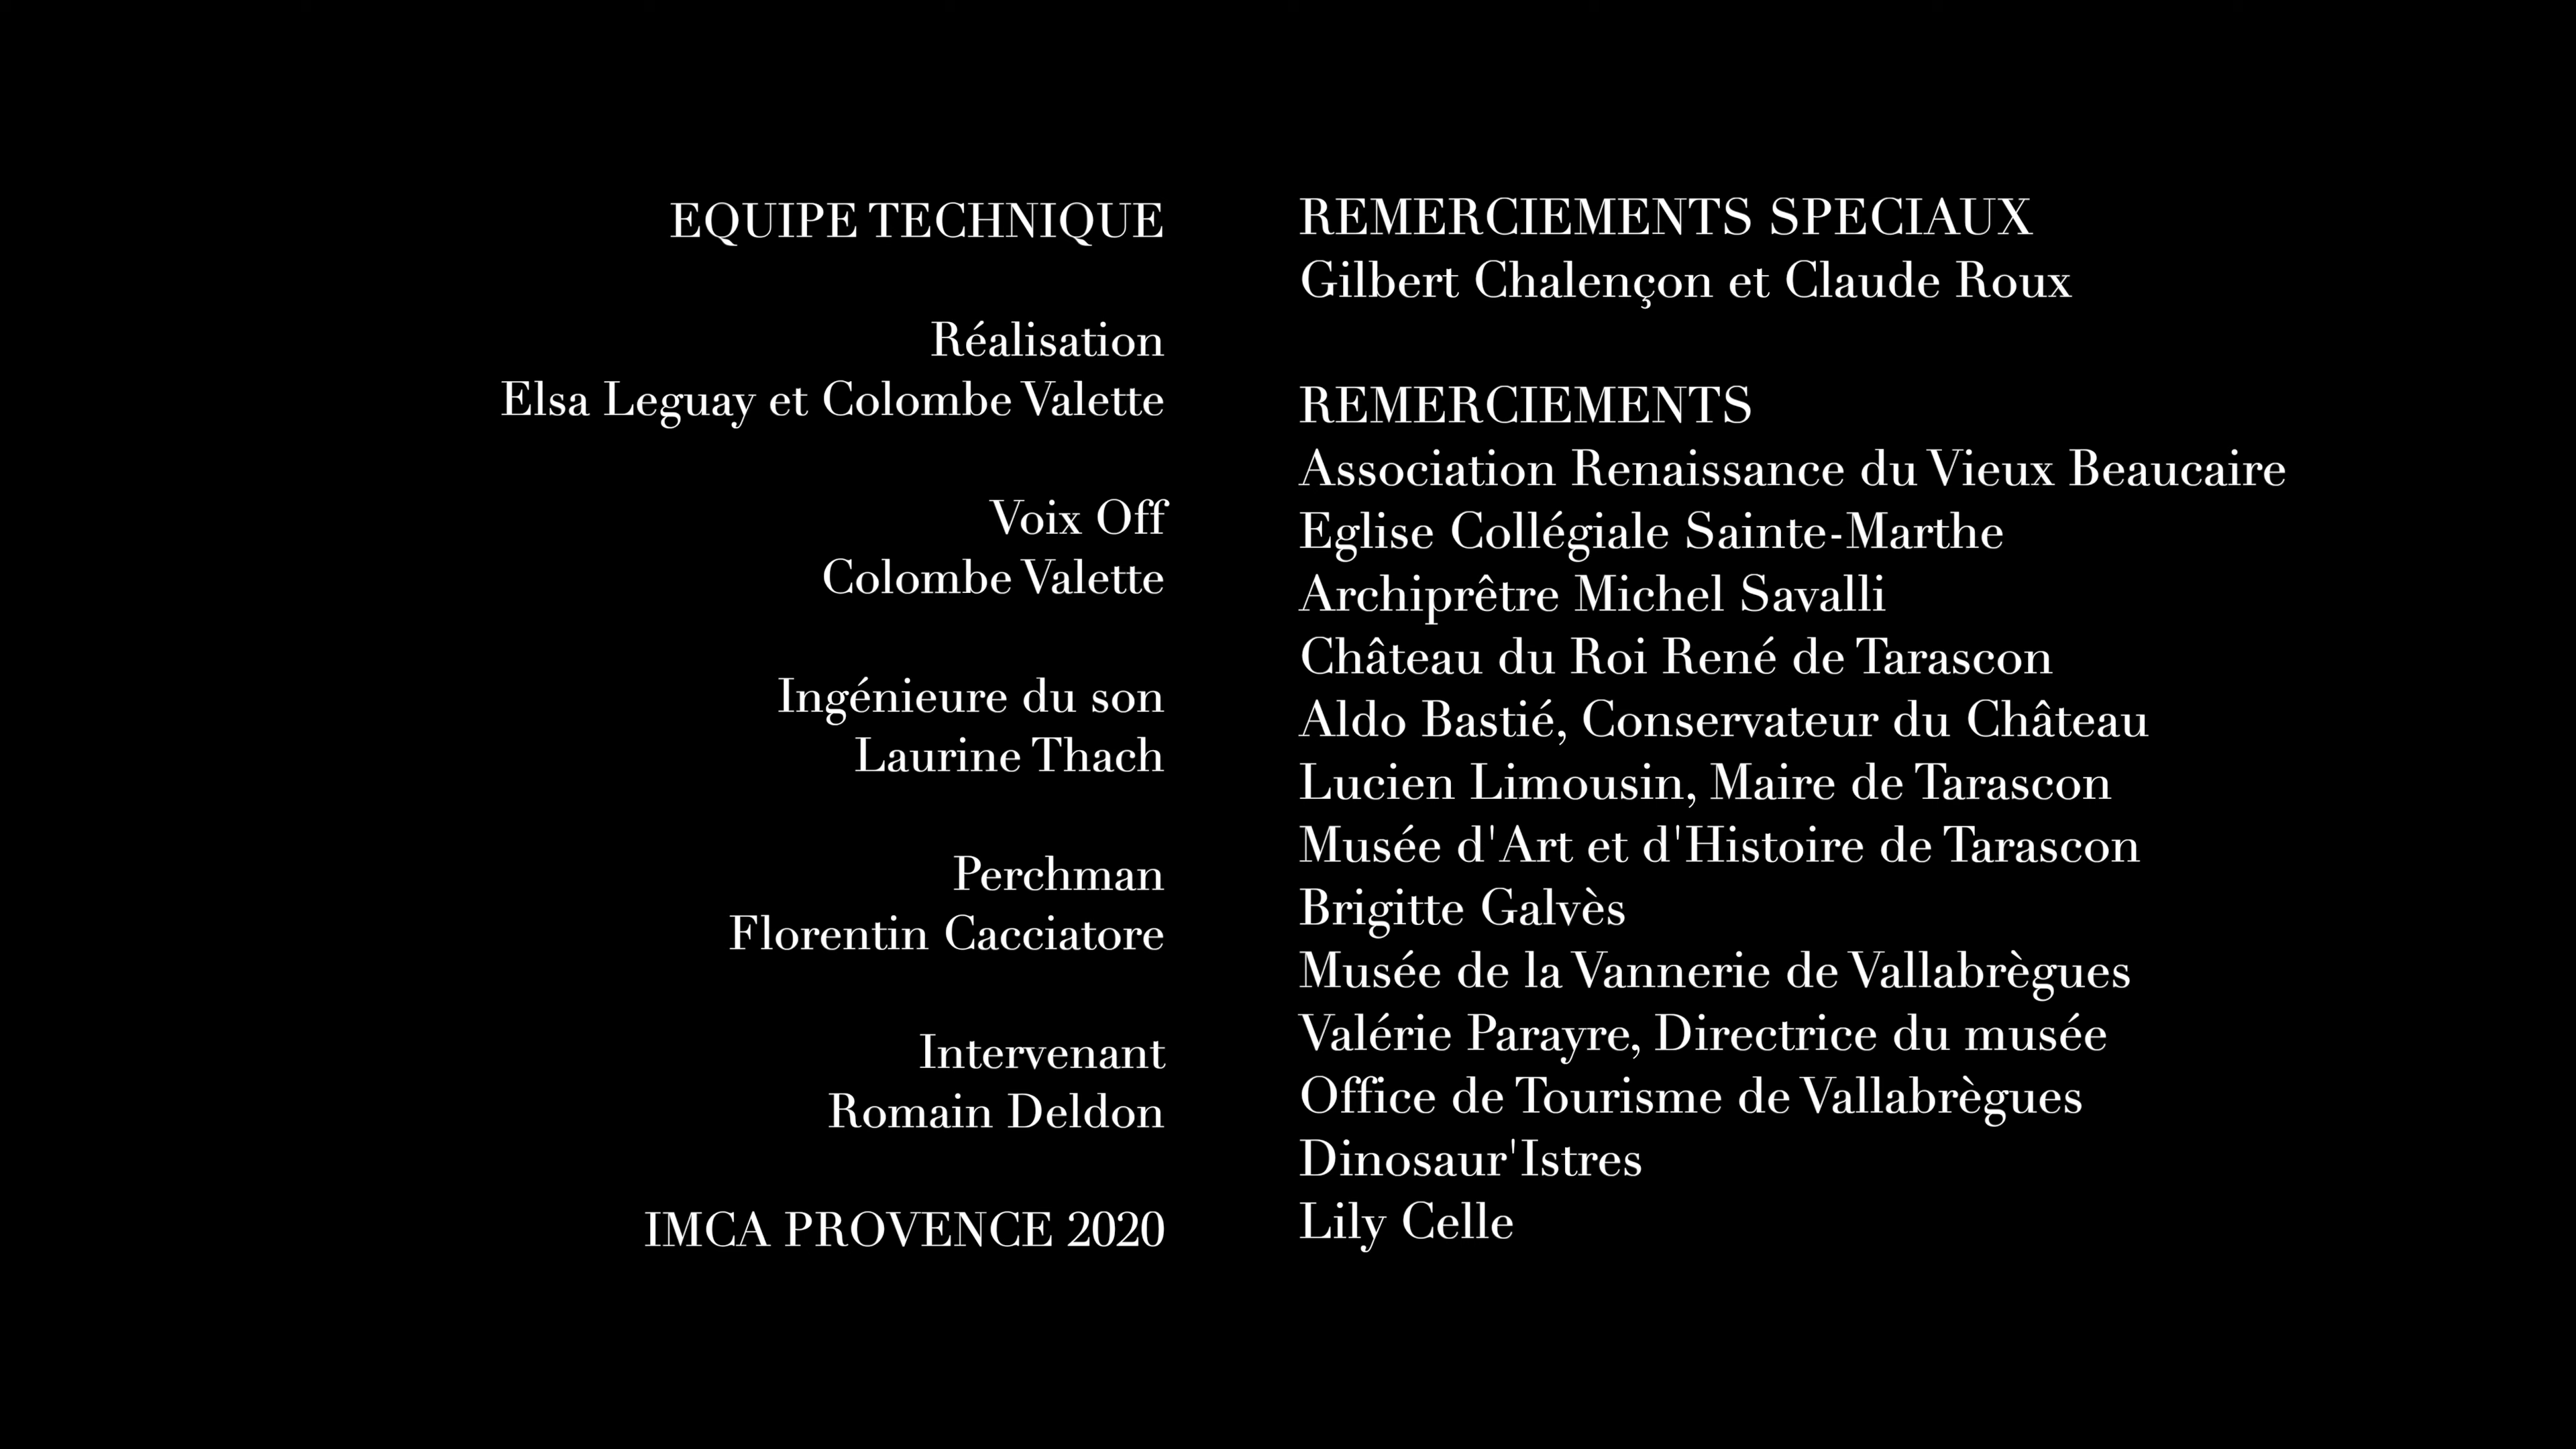 EQUIPE TECHNIQUE
Réalisation
Elsa Leguay et Colombe Valette
Voix Off
Colombe Valette
Ingénieure du son
Laurine Thach
Perchman
Florentin Cacciatore
Intervenant
Romain Deldon
IMCA PROVENCE 2020
REMERCIEMENTS SPECIAUX
Gilbert Chalençon et Claude Roux
REMERCIEMENTS
Association Renaissance du Vieux Beaucaire
Eglise Collégiale Sainte-Marthe
Archiprêtre Michel Savalli
Château du Roi René de Tarascon
Aldo Bastié, Conservateur du Château
Lucien Limousin, Maire de Tarascon
Musée d'Art et d'Histoire de Tarascon
Brigitte Galvès
Musée de la Vannerie de Vallabrègues
Valérie Parayre, Directrice du musée
Office de Tourisme de Vallabrègues
Dinosaur'Istres
Lily Celle